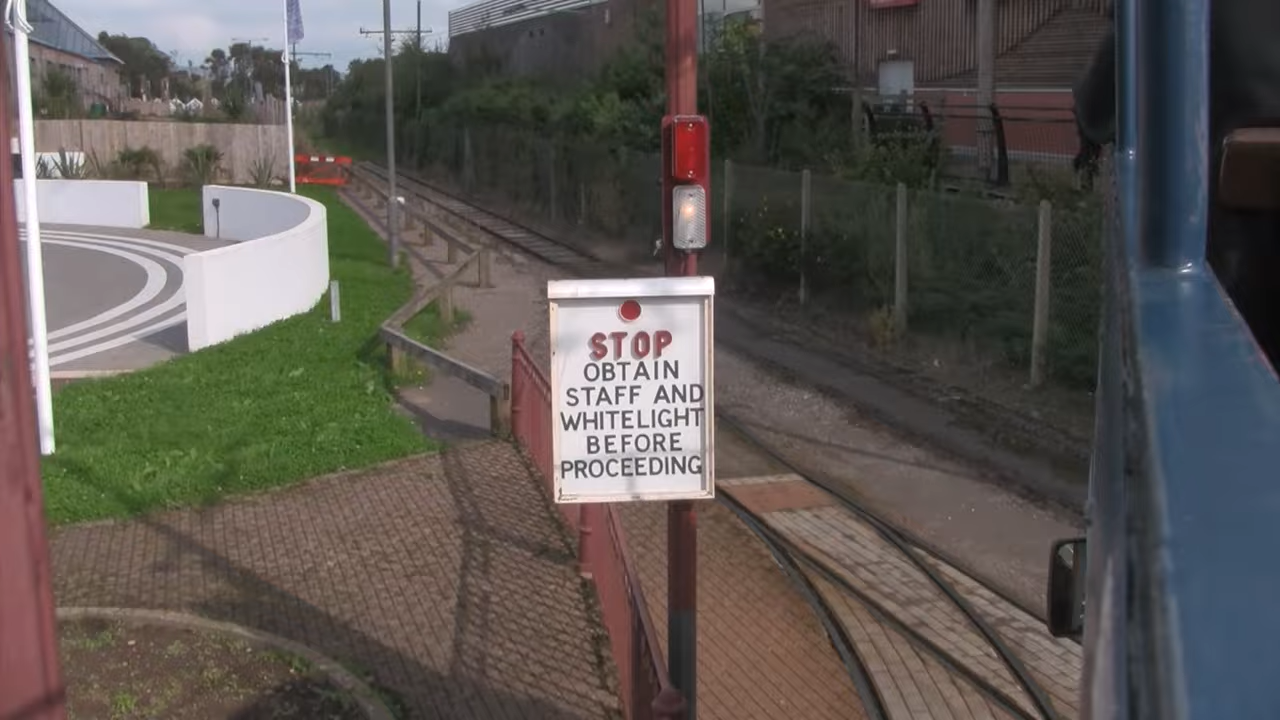 STOP
OBTAIN
STAFF AND
WHITELIGHT
BEFORE
PROCEEDING